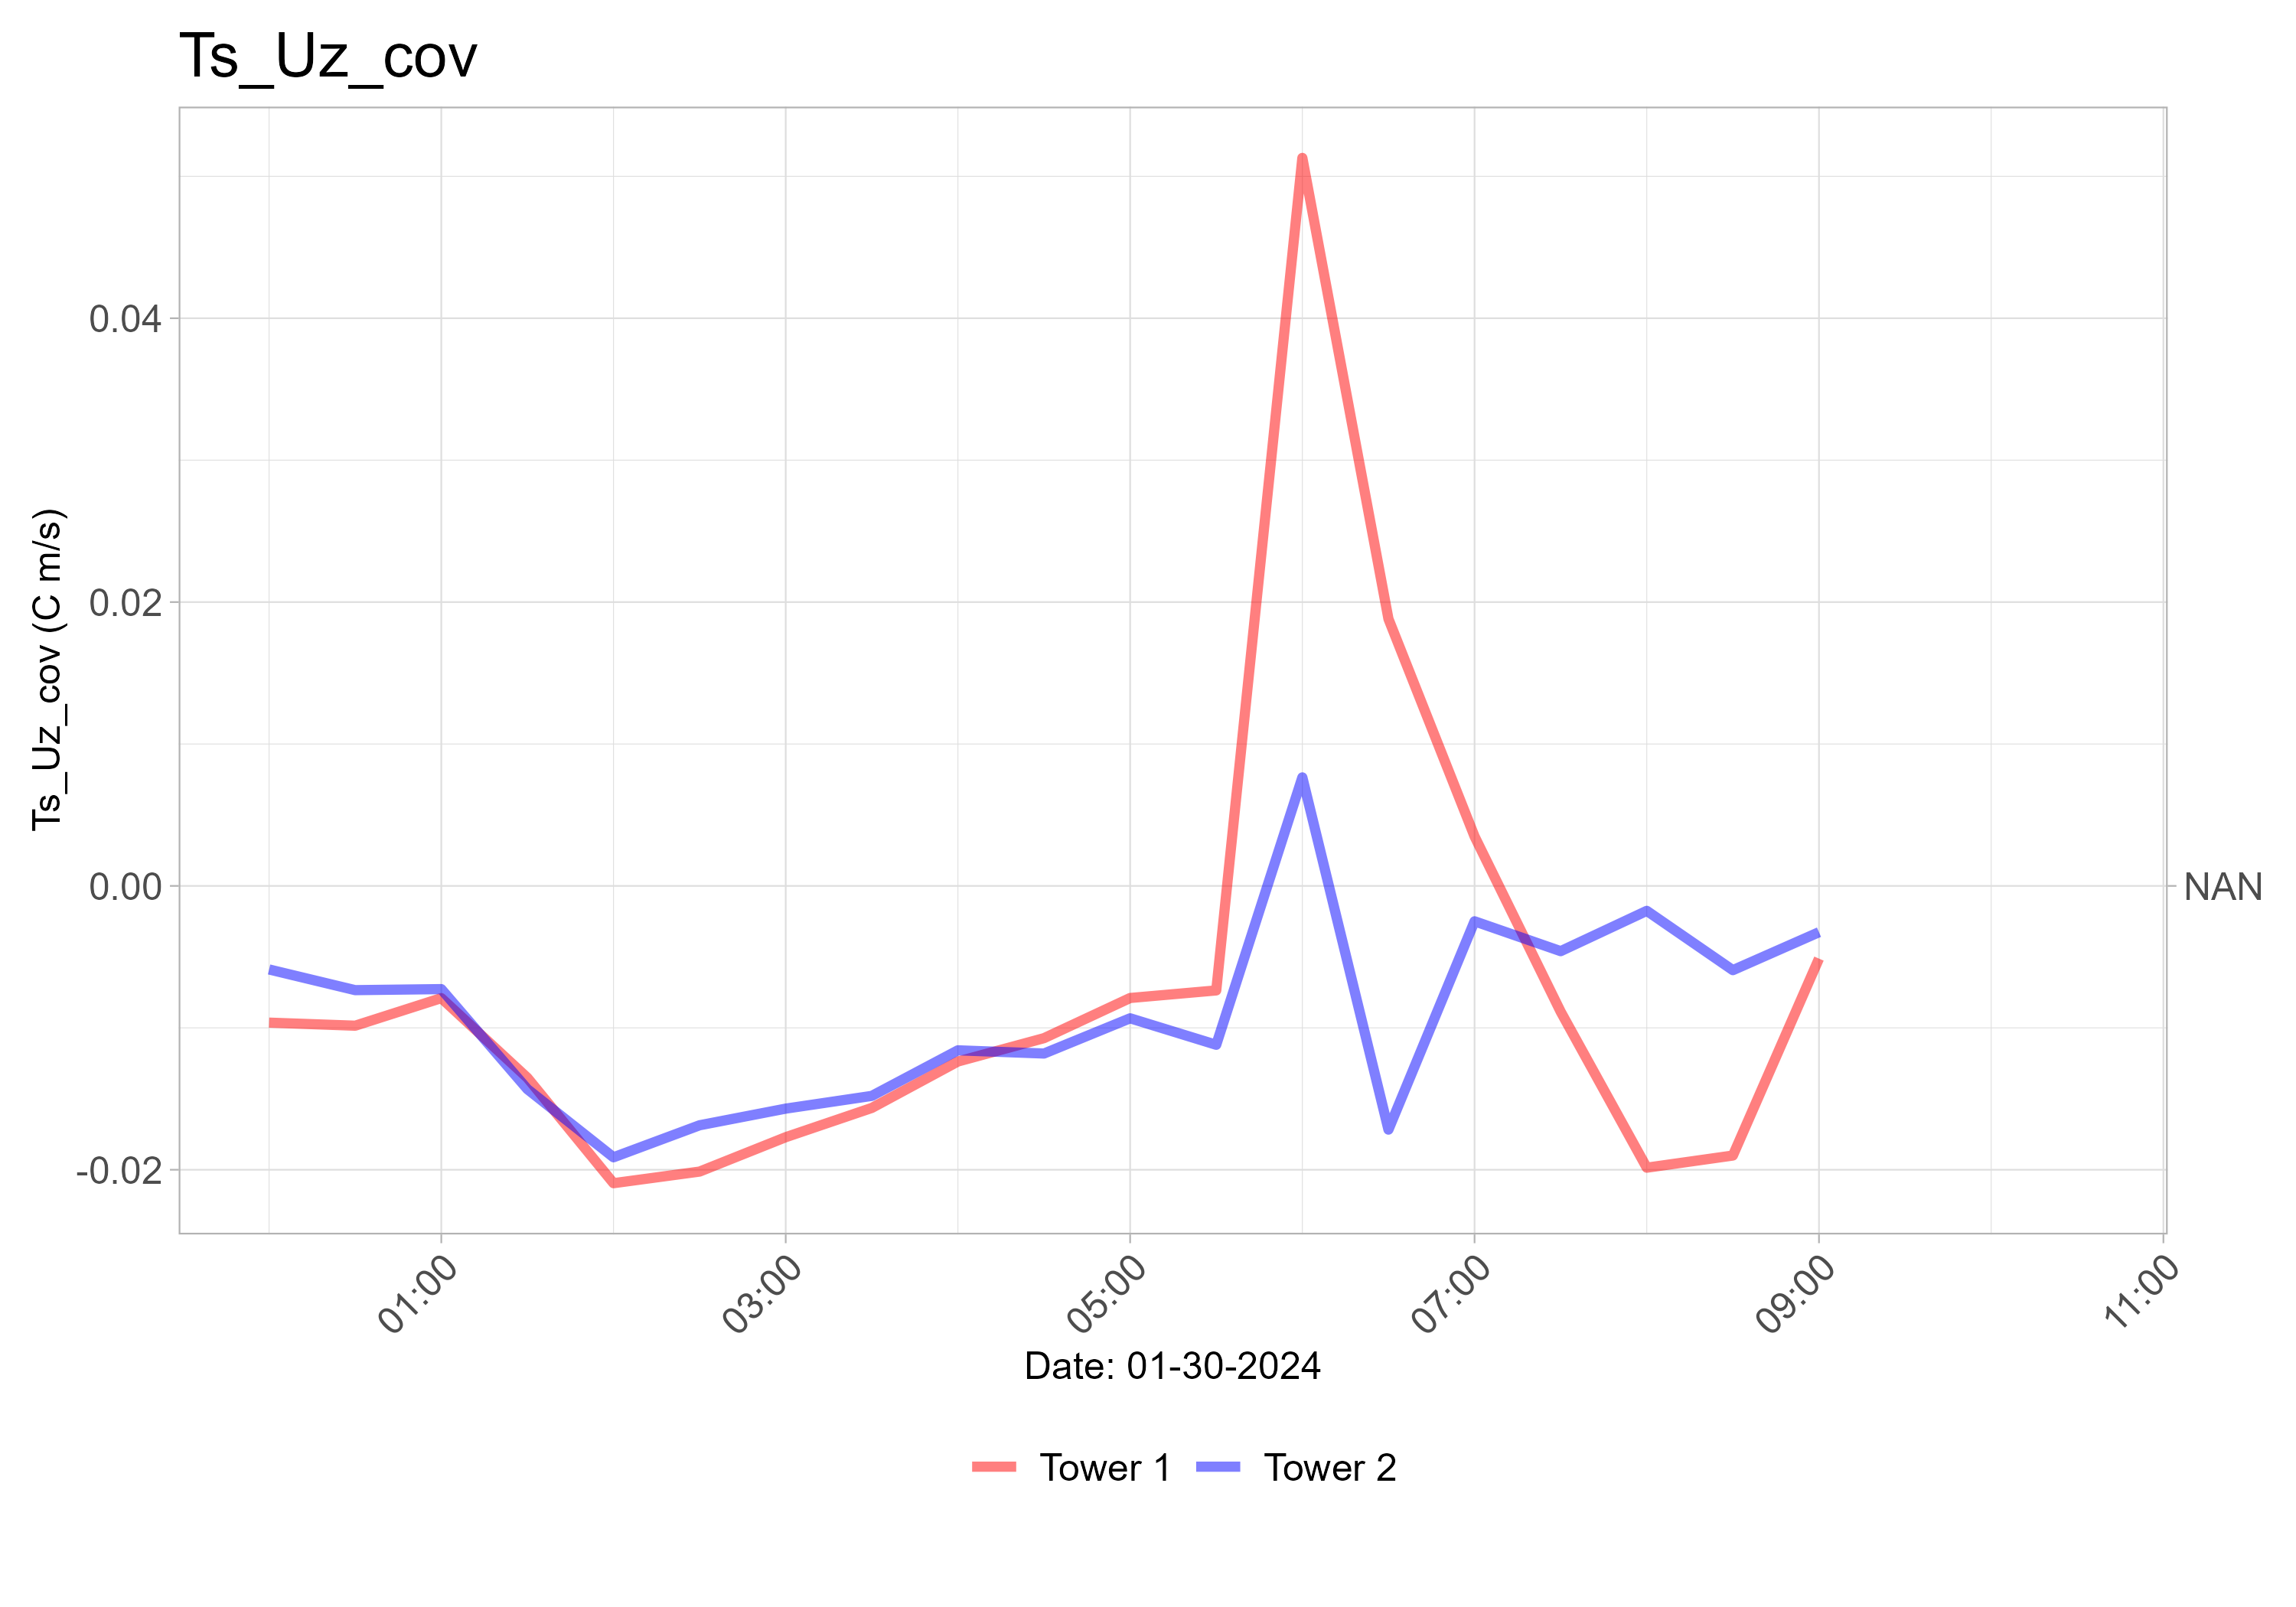 Ts_Uz_cov
Ts_Uz_cov (C m/s)
0.04
0.02
0.00
-0.02
NAN
01:00
03:00
05:00
07:00
09:00
11:00
Date: 01-30-2024
Tower 1
Tower 2